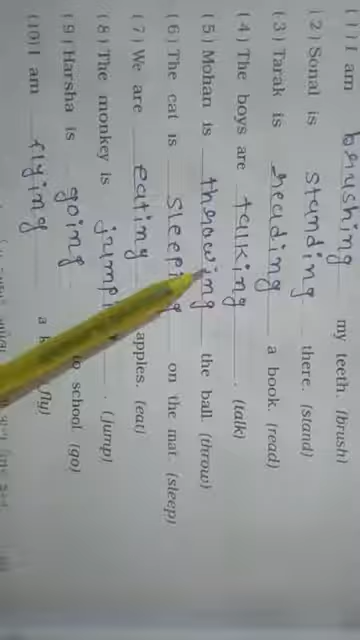 (1) I am brushing my teeth. (brush)
(2) Sonal is standing there. (stand)
(3) Tarak is reading a book. (read)
(4) The boys are talking. (talk)
(5) Mohan is throwing the ball. (throw)
(6) The cat is sleeping on the mat. (sleep)
(7) We are eating apples. (eat)
(8) The monkey is jumpi . (jump)
(9) Harsha is going to school. (go)
(10) I am flying a (fly)